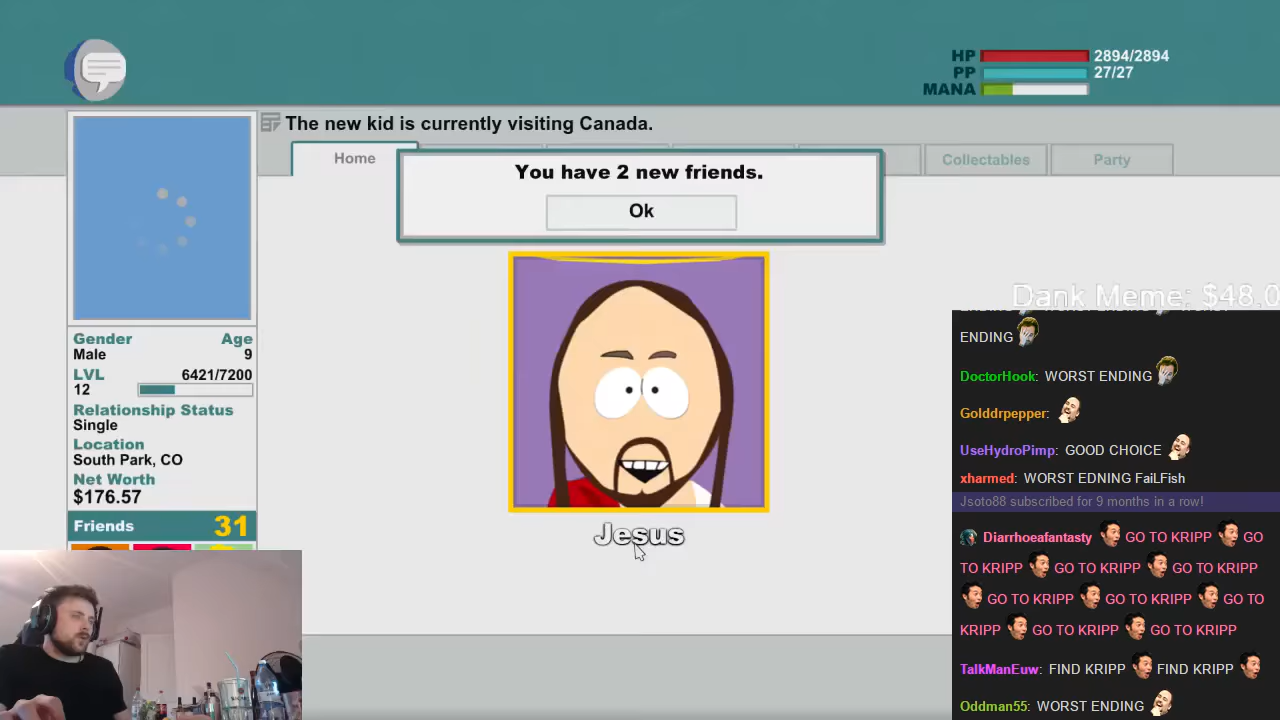 HP 2894/2894
PP 27/27
MANA
The new kid is currently visiting Canada.
Home
Collectables
Party
You have 2 new friends.
Ok
Jesus
Gender Age
Male 9
LVL 6421/7200
12
Relationship Status
Single
Location
South Park, CO
Net Worth
$176.57
Friends 31
Dank Meme: $48.0
ENDING
DoctorHook: WORST ENDING
Golddrpepper:
UseHydroPimp: GOOD CHOICE
xharmed: WORST EDNING FaiLFish
Jsoto88 subscribed for 9 months in a row!
Diarrhoeafantasty GO TO KRIPP GO
TO KRIPP GO TO KRIPP GO TO KRIPP
GO TO KRIPP GO TO KRIPP GO TO
KRIPP GO TO KRIPP GO TO KRIPP
TalkManEuw: FIND KRIPP FIND KRIPP
Oddman55: WORST ENDING